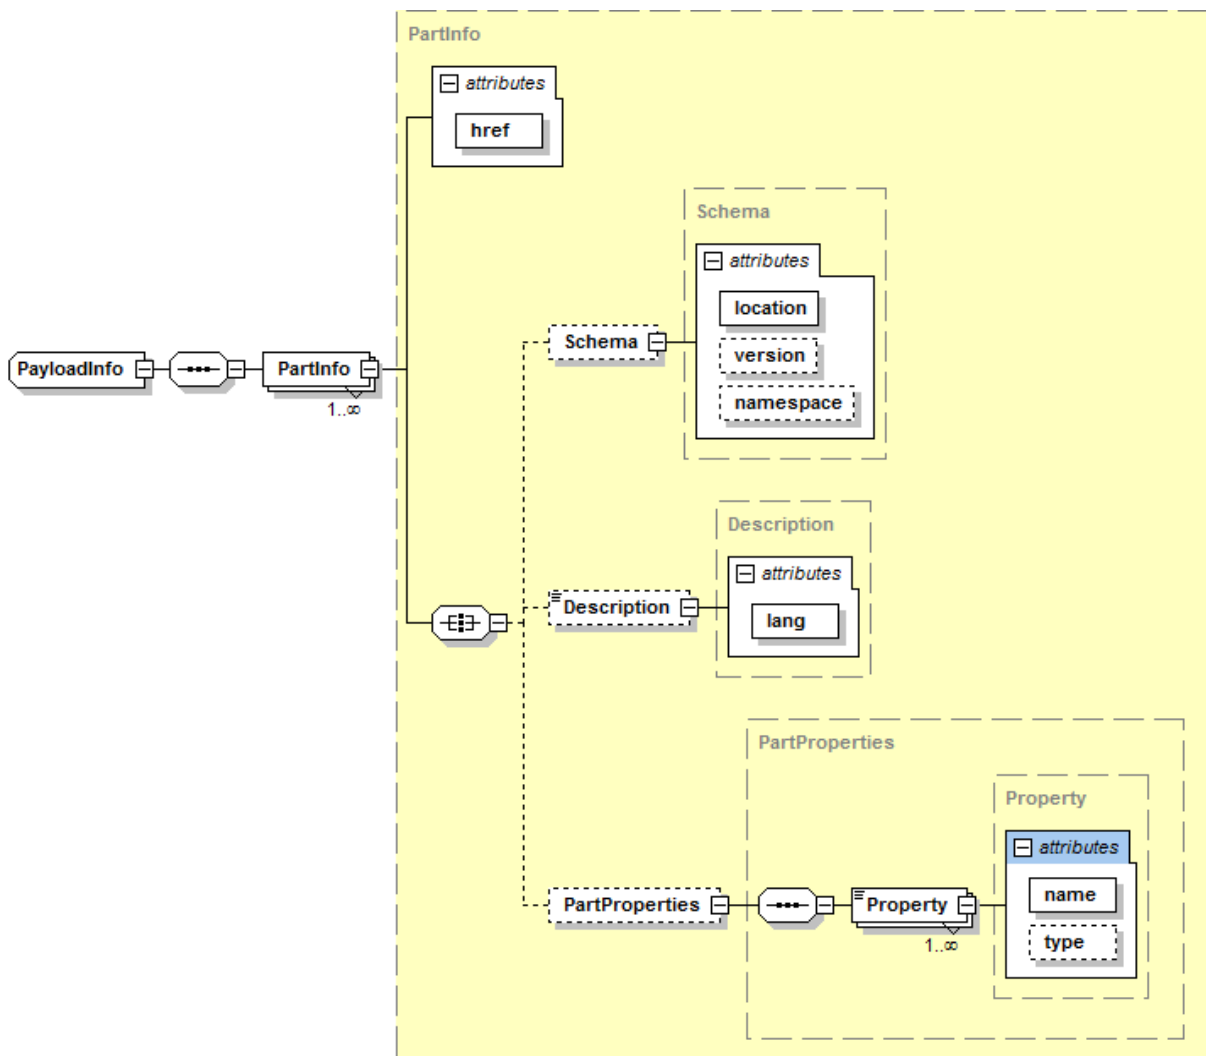 PartInfo
attributes
href
Schema
attributes
location
Schema
version
PayloadInfo
PartInfo
namespace
1..∞
Description
attributes
Description
lang
PartProperties
Property
attributes
name
PartProperties
Property
type
1..∞